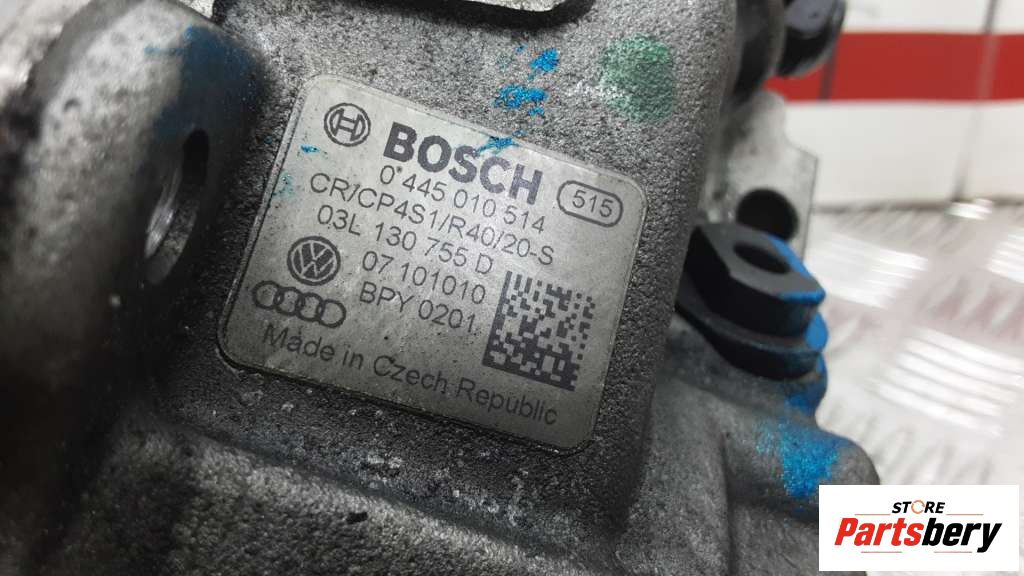 BOSCH 515
0 445 010 514
CR/CP4S1/R40/20-S
03L 130 755 D
07 101010
BPY 0201
Made in Czech Republic
STORE
Partsbery